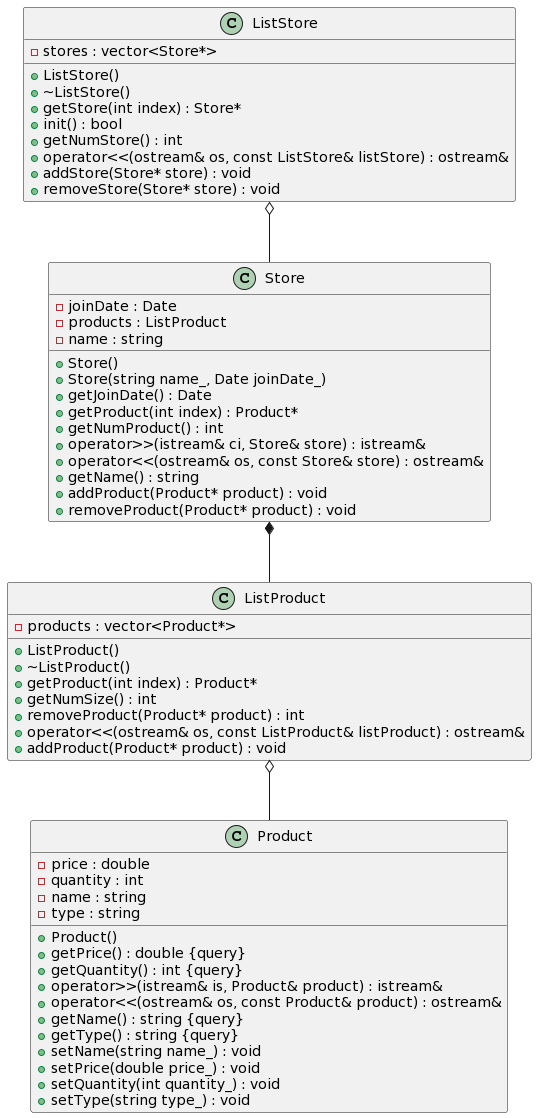 C ListStore
stores : vector<Store*>
ListStore()
~ListStore()
getStore(int index) : Store*
init() : bool
getNumStore() : int
operator<<(ostream& os, const ListStore& listStore) : ostream&
addStore(Store* store) : void
removeStore(Store* store) : void
C Store
joinDate : Date
products : ListProduct
name : string
Store()
Store(string name_, Date joinDate_)
getJoinDate() : Date
getProduct(int index) : Product*
getNumProduct() : int
operator>>(istream& ci, Store& store) : istream&
operator<<(ostream& os, const Store& store) : ostream&
getName() : string
addProduct(Product* product) : void
removeProduct(Product* product) : void
C ListProduct
products : vector<Product*>
ListProduct()
~ListProduct()
getProduct(int index) : Product*
getNumSize() : int
removeProduct(Product* product) : int
operator<<(ostream& os, const ListProduct& listProduct) : ostream&
addProduct(Product* product) : void
C Product
price : double
quantity : int
name : string
type : string
Product()
getPrice() : double {query}
getQuantity() : int {query}
operator>>(istream& is, Product& product) : istream&
operator<<(ostream& os, const Product& product) : ostream&
getName() : string {query}
getType() : string {query}
setName(string name_) : void
setPrice(double price_) : void
setQuantity(int quantity_) : void
setType(string type_) : void